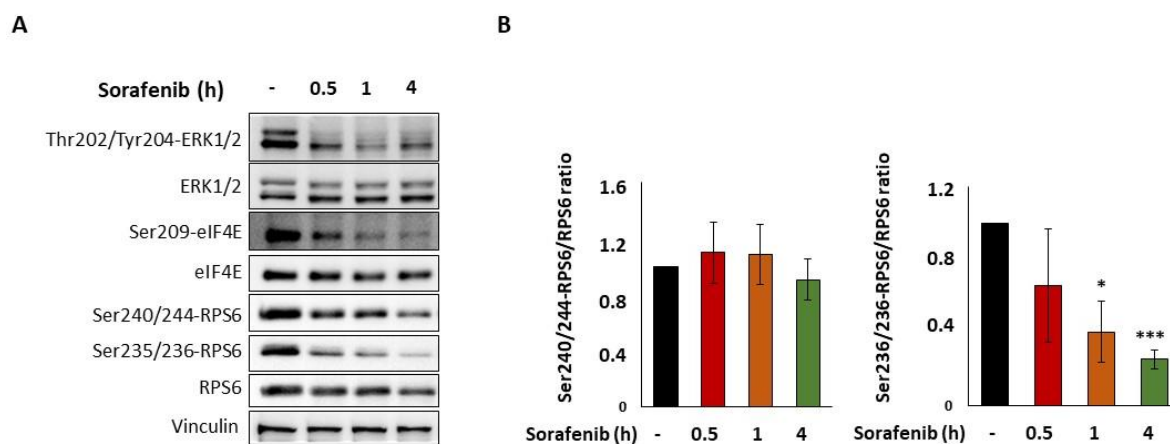 A
Sorafenib (h) - 0.5 1 4
Thr202/Tyr204-ERK1/2
ERK1/2
Ser209-eIF4E
eIF4E
Ser240/244-RPS6
Ser235/236-RPS6
RPS6
Vinculin
B
Ser240/244-RPS6/RPS6 ratio
1.6
1.2
0.8
0.4
0
Sorafenib (h) - 0.5 1 4
Ser236/236-RPS6/RPS6 ratio
1.2
0.8
0.4
0
*
***
Sorafenib (h) - 0.5 1 4